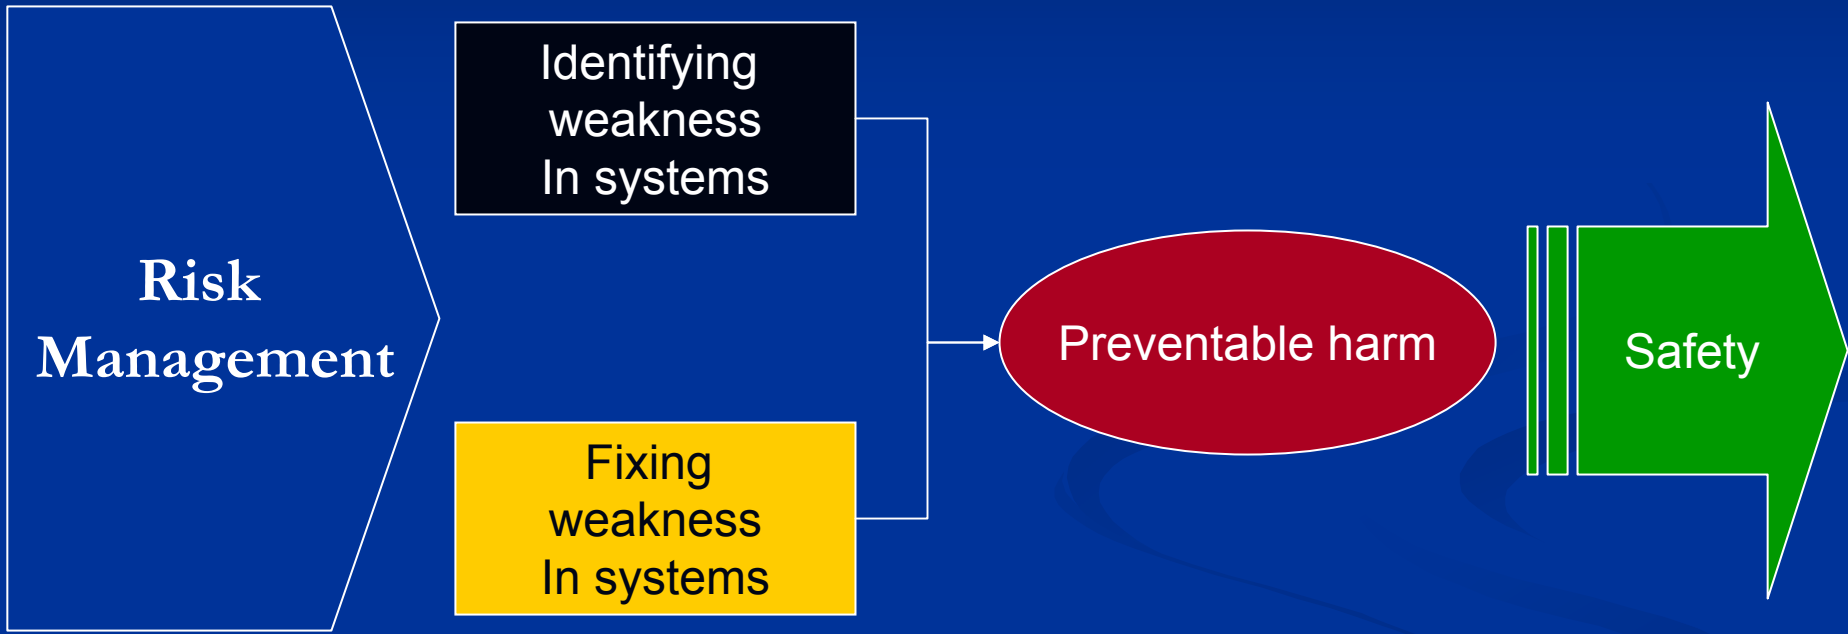 Risk
Management
Identifying
weakness
In systems
Fixing
weakness
In systems
Preventable harm
Safety